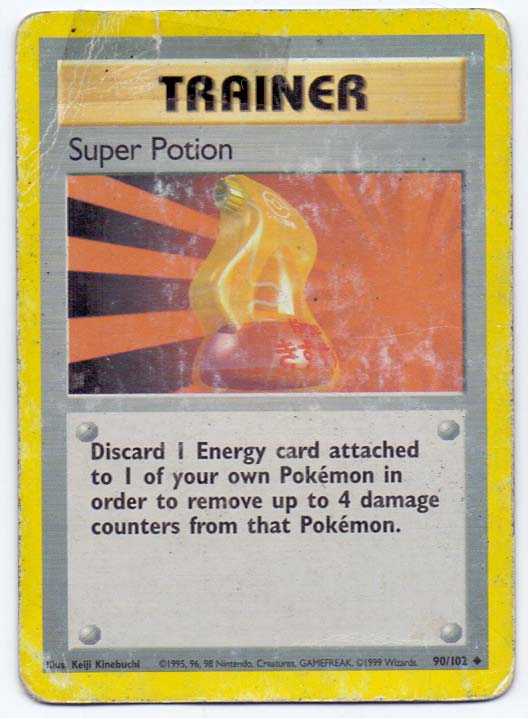 TRAINER
Super Potion
Discard 1 Energy card attached
to 1 of your own Pokémon in
order to remove up to 4 damage
counters from that Pokémon.
Illus. Keiji Kinebuchi ©1995, 96, 98 Nintendo, Creatures, GAMEFREAK. ©1999 Wizards. 90/102 ◆